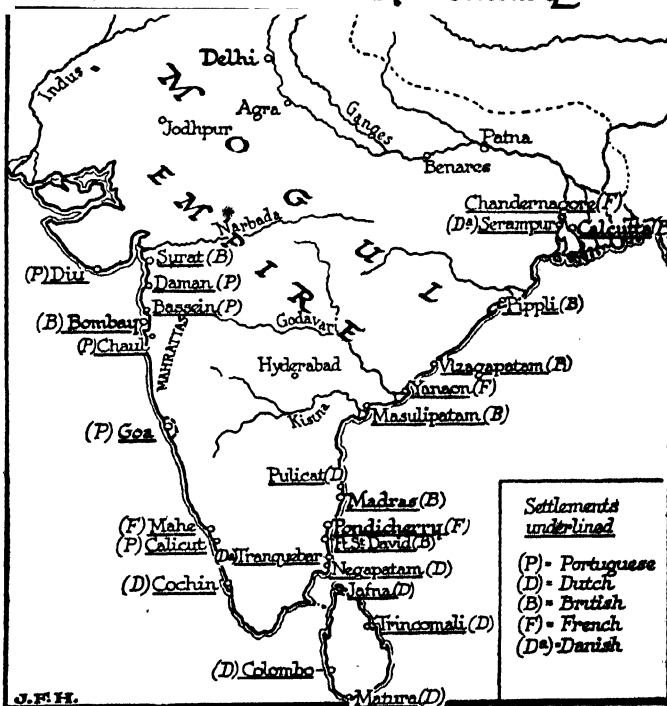 Delhi
Indus
MOGUL
EMPIRE
Agra
Jodhpur
Ganges
Patna
Benares
Chandernagore (F)
(Da) Serampur
Calcutta (B
Narbada
(P) Diu
Surat (B)
Daman (P)
Bassein (P)
(B) Bombay
(P) Chaul
MAHRATTAS
Godavari
Pippli (B)
Hyderabad
Vizagapatam (B)
Yanaon (F)
Kistna
Masulipatam (B)
(P) Goa
Pulicat (D
Madras (B)
(F) Mahe
Pondicherry (F)
(P) Calicut
Ft St David (B)
(Da) Tranquebar
Negapatam (D)
(D) Cochin
Jafna (D)
Trincomali (D)
(D) Colombo
Matura (D)
Settlements
underlined
(P) = Portuguese
(D) = Dutch
(B) = British
(F) = French
(Da) = Danish
J.F.H.